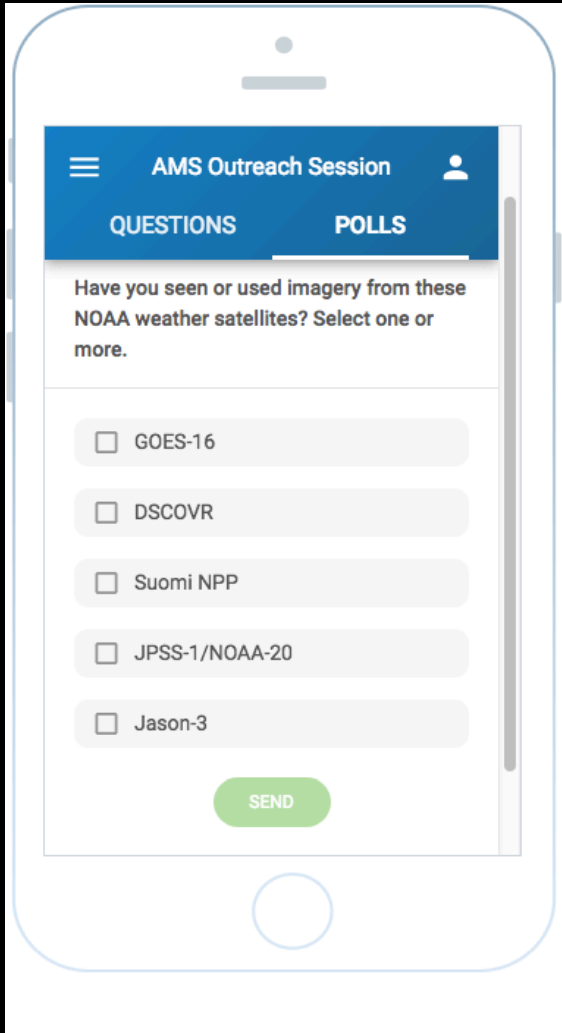 AMS Outreach Session
QUESTIONS POLLS
Have you seen or used imagery from these
NOAA weather satellites? Select one or
more.
GOES-16
DSCOVR
Suomi NPP
JPSS-1/NOAA-20
Jason-3
SEND